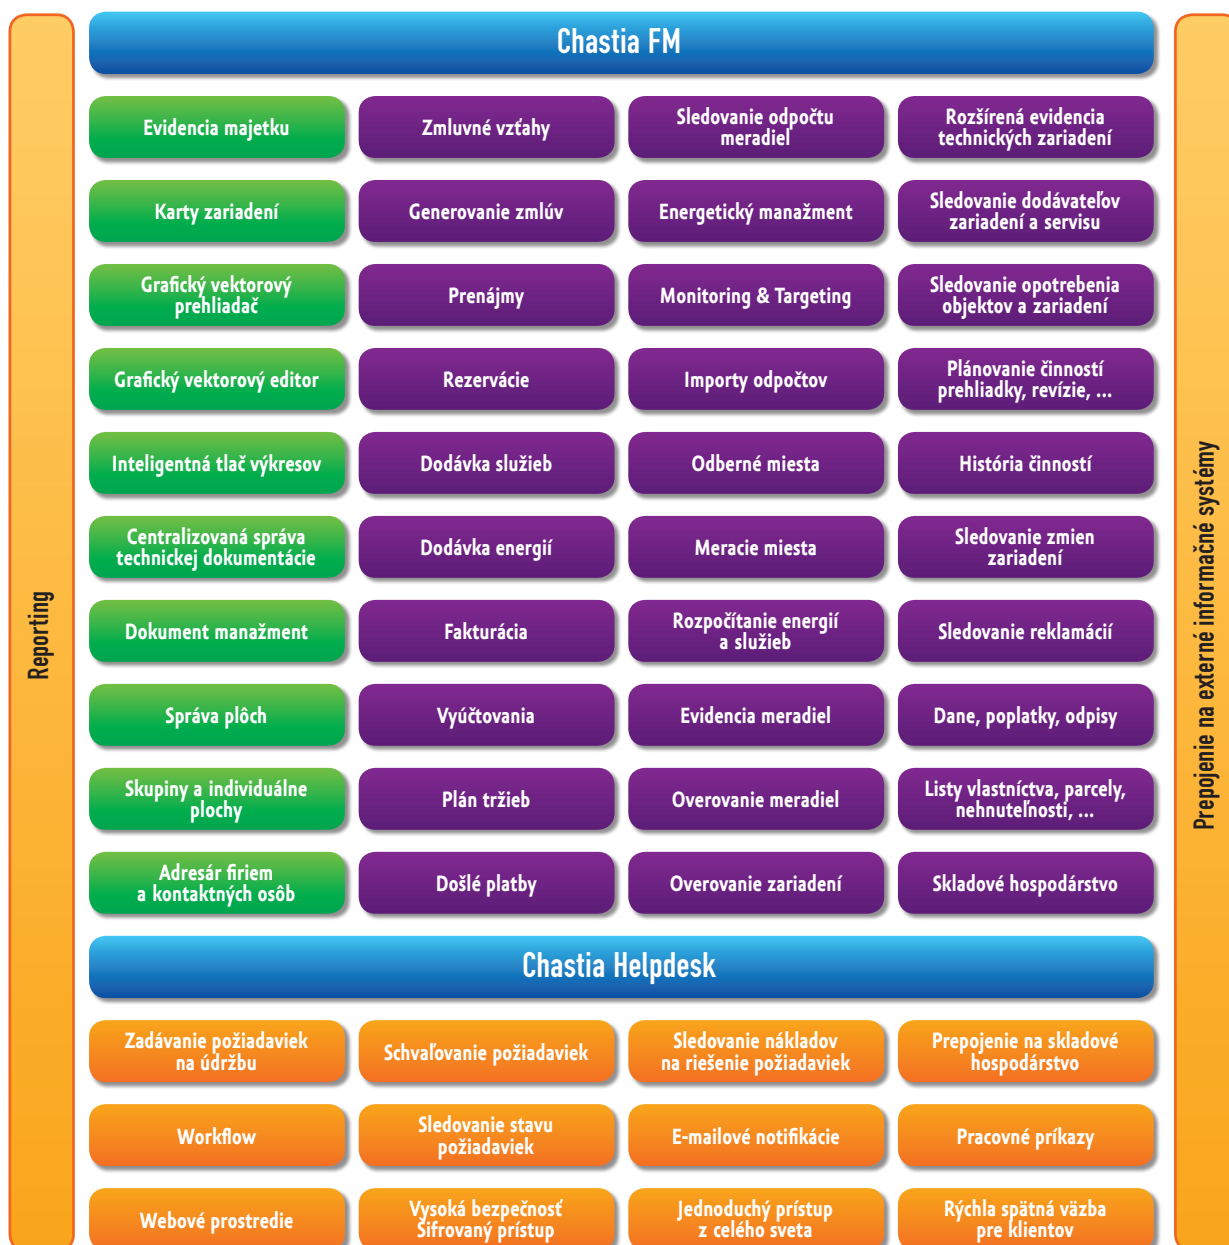 Chastia FM
Reporting
Prepojenie na externé informačné systémy
Evidencia majetku
Zmluvné vzťahy
Sledovanie odpočtu
meradiel
Rozšírená evidencia
technických zariadení
Karty zariadení
Generovanie zmlúv
Energetický manažment
Sledovanie dodávateľov
zariadení a servisu
Grafický vektorový
prehliadač
Prenájmy
Monitoring & Targeting
Sledovanie opotrebenia
objektov a zariadení
Grafický vektorový editor
Rezervácie
Importy odpočtov
Plánovanie činností
prehliadky, revízie, ...
Inteligentná tlač výkresov
Dodávka služieb
Odberné miesta
História činností
Centralizovaná správa
technickej dokumentácie
Dodávka energií
Meracie miesta
Sledovanie zmien
zariadení
Dokument manažment
Fakturácia
Rozpočítanie energií
a služieb
Sledovanie reklamácií
Správa plôch
Vyúčtovania
Evidencia meradiel
Dane, poplatky, odpisy
Skupiny a individuálne
plochy
Plán tržieb
Overovanie meradiel
Listy vlastníctva, parcely,
nehnuteľnosti, ...
Adresár firiem
a kontaktných osôb
Došlé platby
Overovanie zariadení
Skladové hospodárstvo
Chastia Helpdesk
Zadávanie požiadaviek
na údržbu
Schvaľovanie požiadaviek
Sledovanie nákladov
na riešenie požiadaviek
Prepojenie na skladové
hospodárstvo
Workflow
Sledovanie stavu
požiadaviek
E-mailové notifikácie
Pracovné príkazy
Webové prostredie
Vysoká bezpečnosť
Šifrovaný prístup
Jednoduchý prístup
z celého sveta
Rýchla spätná väzba
pre klientov